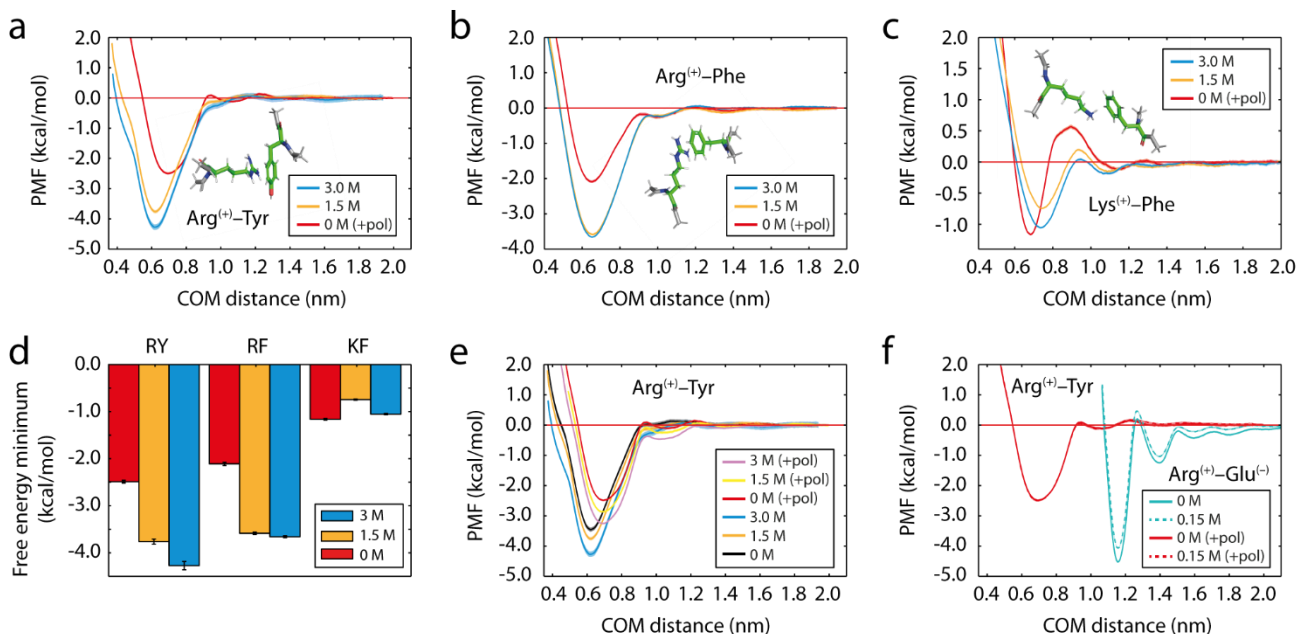 a
2.0
1.0
0.0
-1.0
-2.0
-3.0
-4.0
-5.0
PMF (kcal/mol)
Arg(+)–Tyr
3.0 M
1.5 M
0 M (+pol)
0.4 0.6 0.8 1.0 1.2 1.4 1.6 1.8 2.0
COM distance (nm)
b
2.0
1.0
0.0
-1.0
-2.0
-3.0
-4.0
PMF (kcal/mol)
Arg(+)–Phe
3.0 M
1.5 M
0 M (+pol)
0.4 0.6 0.8 1.0 1.2 1.4 1.6 1.8 2.0
COM distance (nm)
c
2.0
1.5
1.0
0.5
0.0
-0.5
-1.0
PMF (kcal/mol)
3.0 M
1.5 M
0 M (+pol)
Lys(+)–Phe
0.4 0.6 0.8 1.0 1.2 1.4 1.6 1.8 2.0
COM distance (nm)
d
RY RF KF
0.0
-1.0
-2.0
-3.0
-4.0
Free energy minimum
(kcal/mol)
3 M
1.5 M
0 M
e
2.0
1.0
0.0
-1.0
-2.0
-3.0
-4.0
-5.0
PMF (kcal/mol)
Arg(+)–Tyr
3 M (+pol)
1.5 M (+pol)
0 M (+pol)
3.0 M
1.5 M
0 M
0.4 0.6 0.8 1.0 1.2 1.4 1.6 1.8 2.0
COM distance (nm)
f
2.0
1.0
0.0
-1.0
-2.0
-3.0
-4.0
-5.0
PMF (kcal/mol)
Arg(+)–Tyr
Arg(+)–Glu(–)
0 M
0.15 M
0 M (+pol)
0.15 M (+pol)
0.4 0.6 0.8 1.0 1.2 1.4 1.6 1.8 2.0
COM distance (nm)